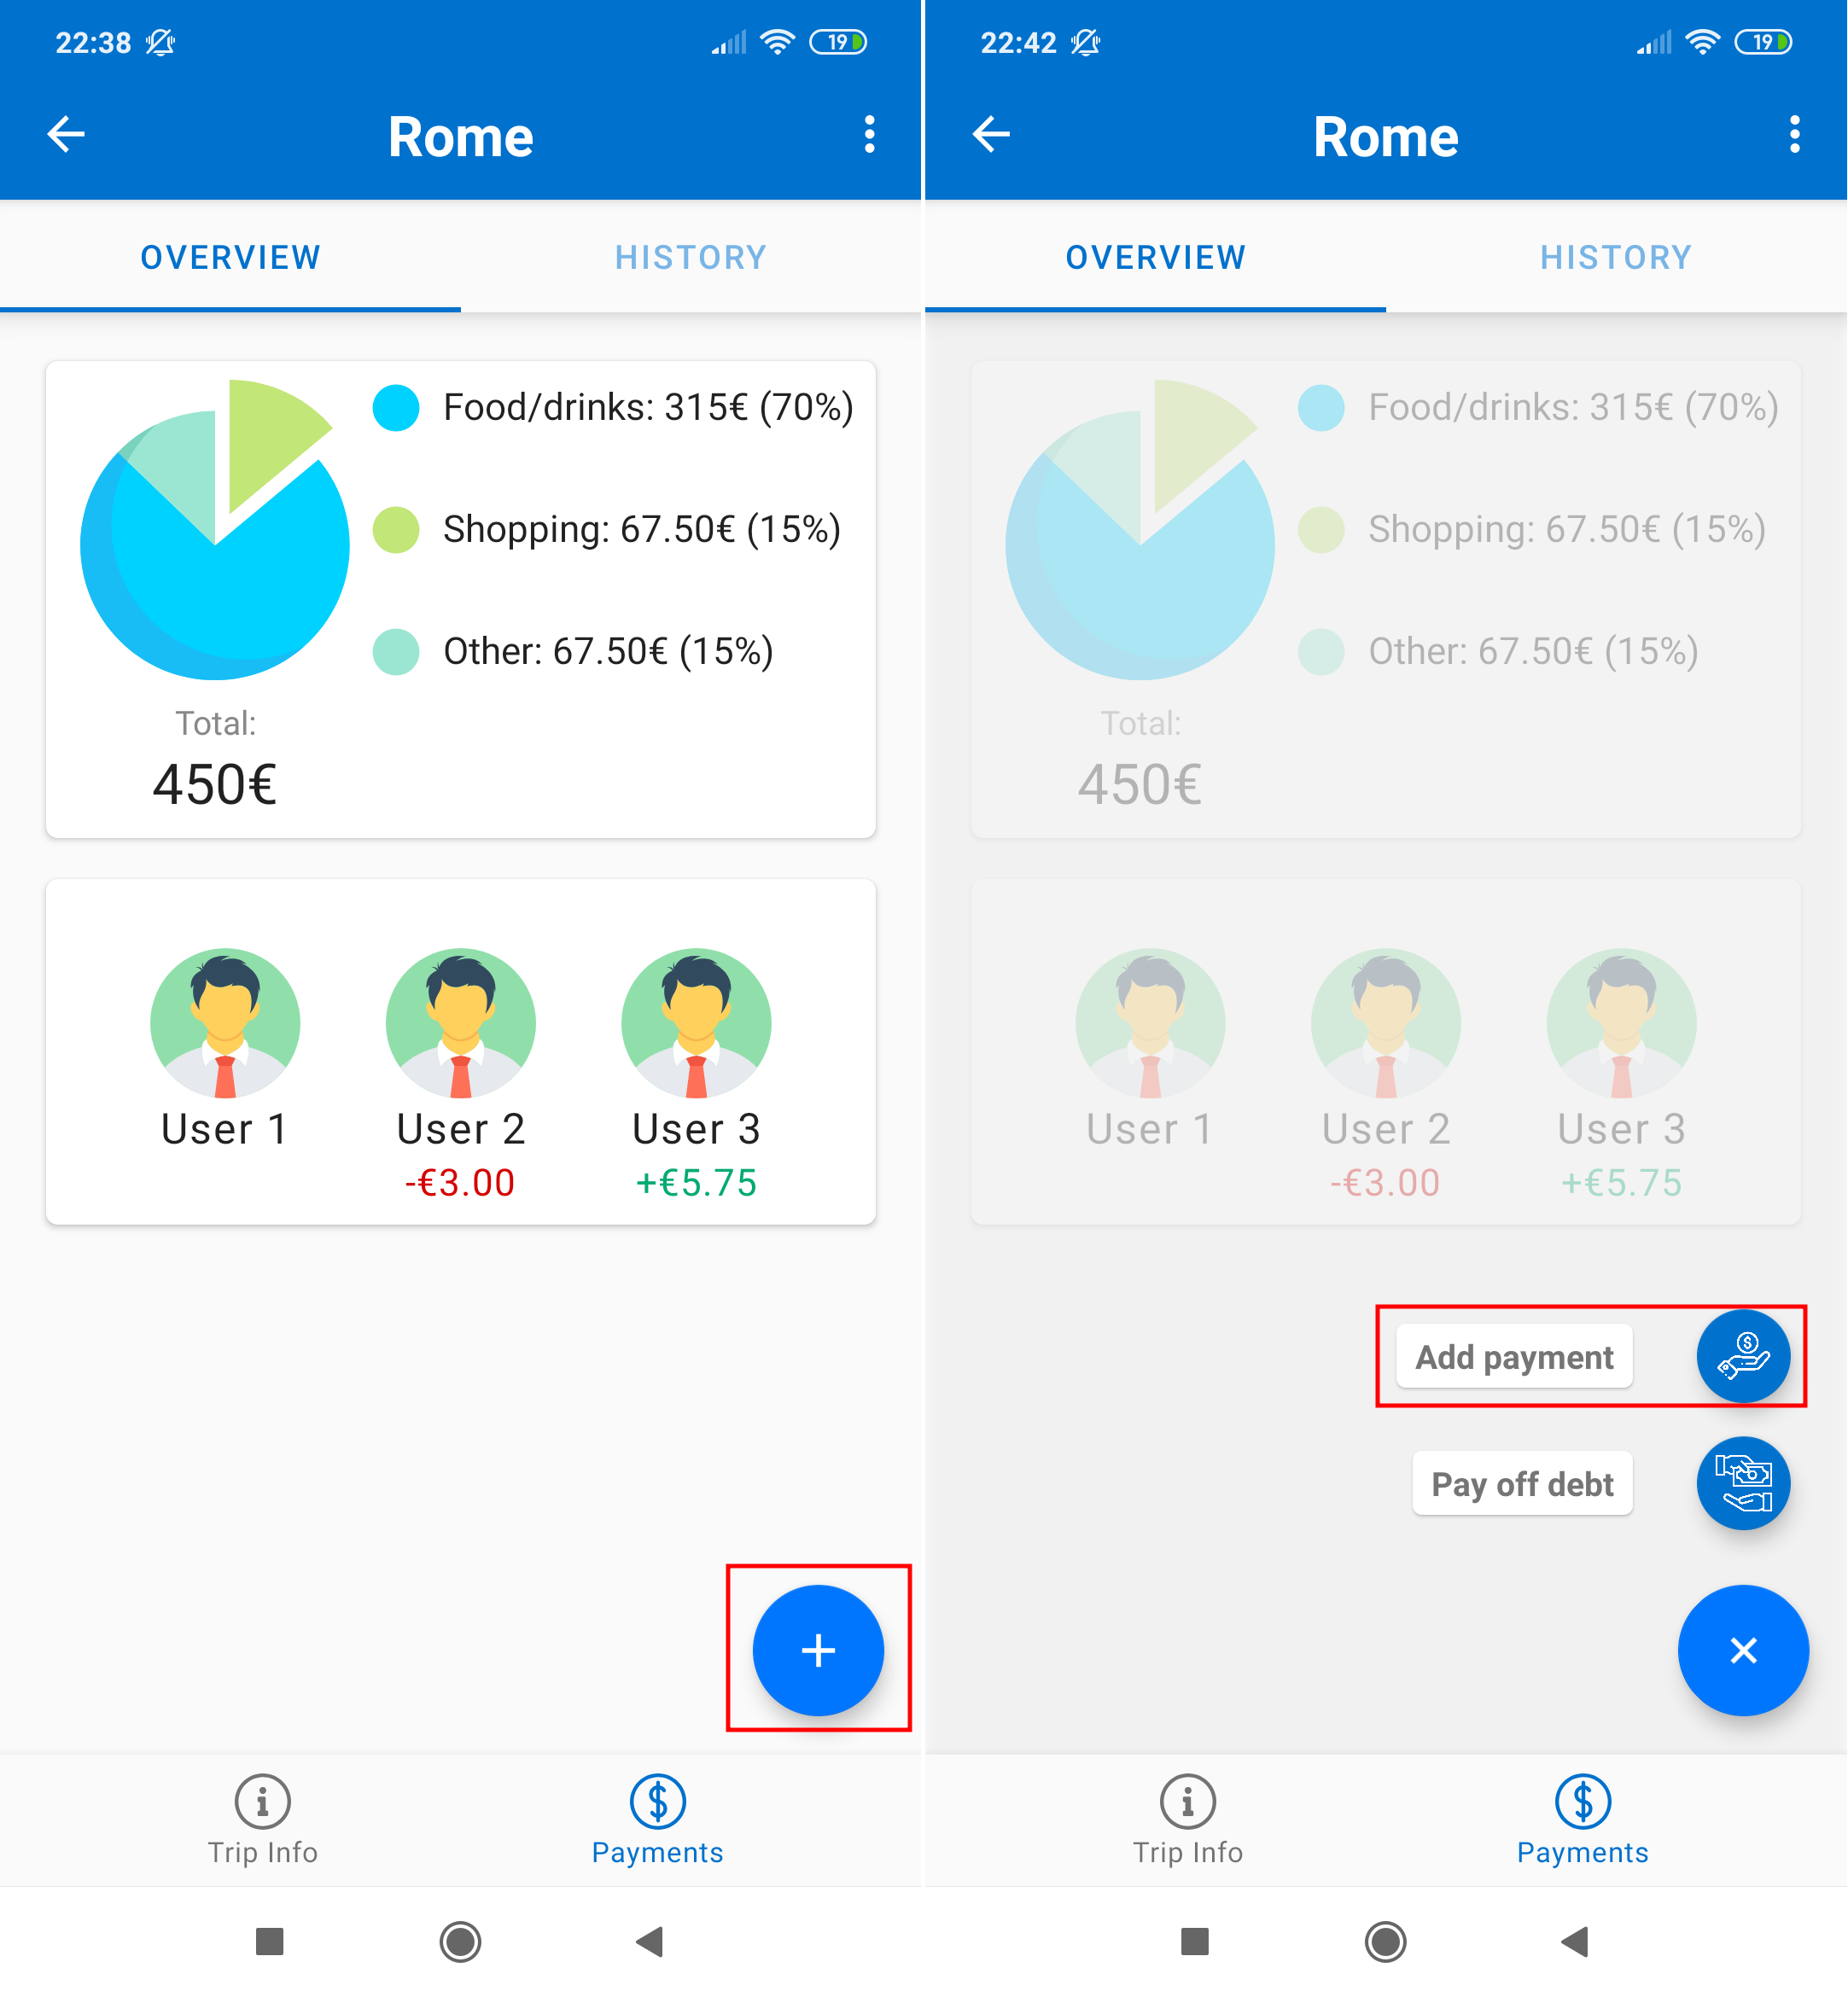 22:38
19
Rome
OVERVIEW HISTORY
Food/drinks: 315€ (70%)
Shopping: 67.50€ (15%)
Other: 67.50€ (15%)
Total:
450€
User 1 User 2 User 3
-€3.00 +€5.75
Trip Info Payments
22:42
19
Rome
OVERVIEW HISTORY
Food/drinks: 315€ (70%)
Shopping: 67.50€ (15%)
Other: 67.50€ (15%)
Total:
450€
User 1 User 2 User 3
-€3.00 +€5.75
Add payment
Pay off debt
Trip Info Payments